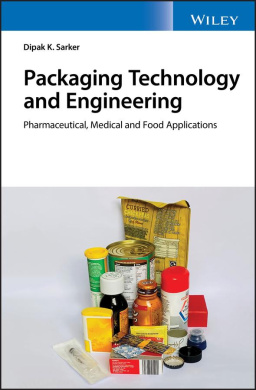 WILEY
Dipak K. Sarker
Packaging Technology
and Engineering
Pharmaceutical, Medical and Food Applications